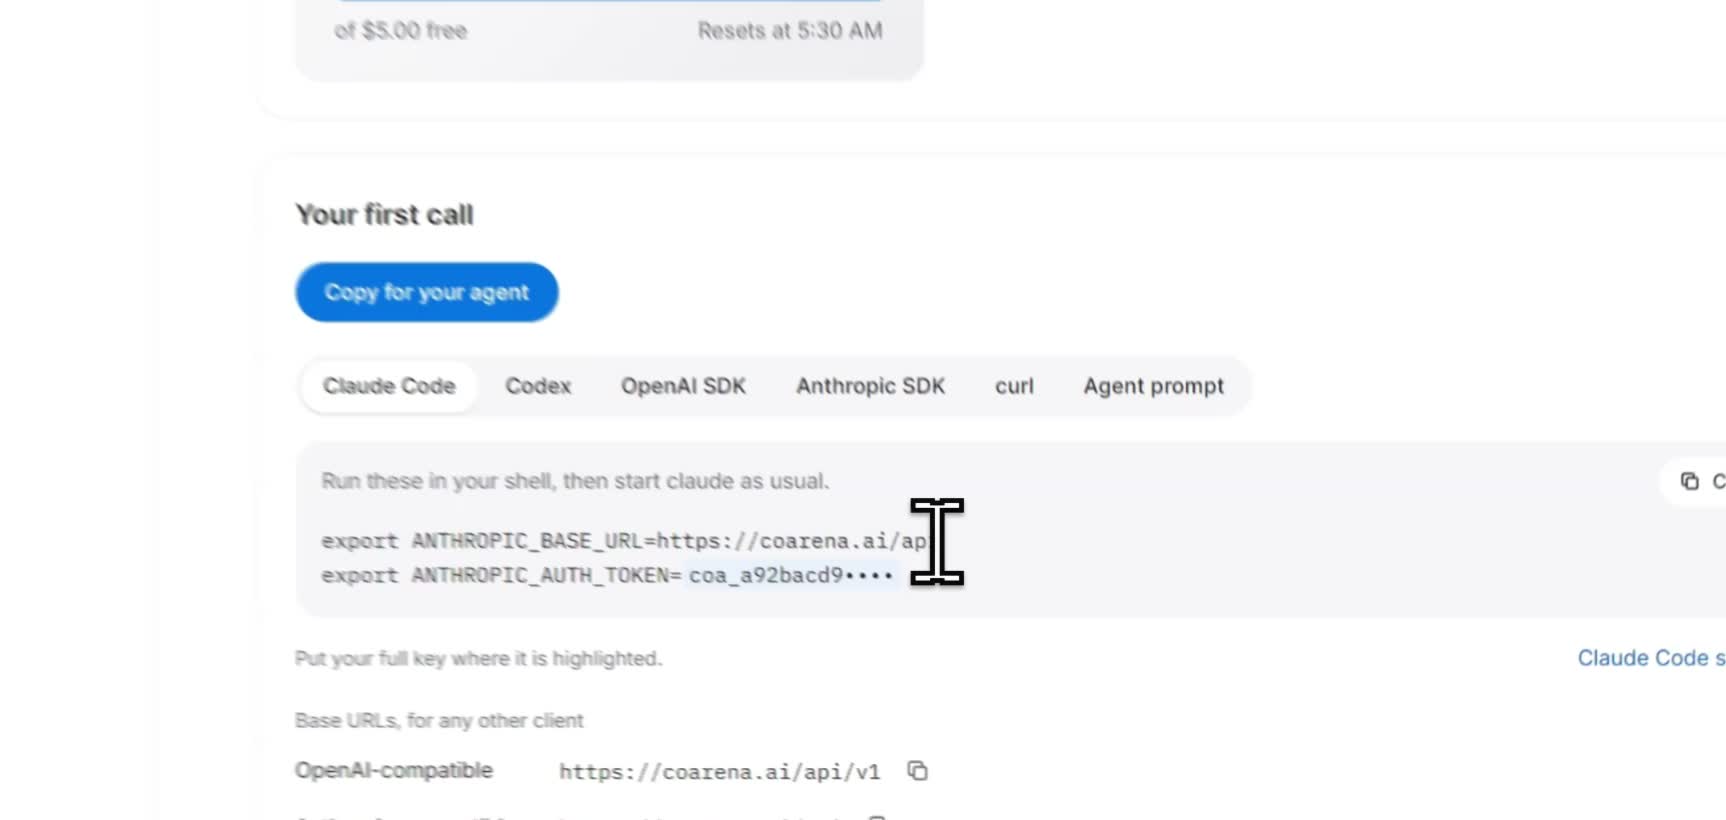 of $5.00 free
Resets at 5:30 AM
Your first call
Copy for your agent
Claude Code
Codex
OpenAI SDK
Anthropic SDK
curl
Agent prompt
Run these in your shell, then start claude as usual.
C
export ANTHROPIC_BASE_URL=https://coarena.ai/ap
export ANTHROPIC_AUTH_TOKEN= coa_a92bacd9••••
Put your full key where it is highlighted.
Claude Code s
Base URLs, for any other client
OpenAI-compatible
https://coarena.ai/api/v1